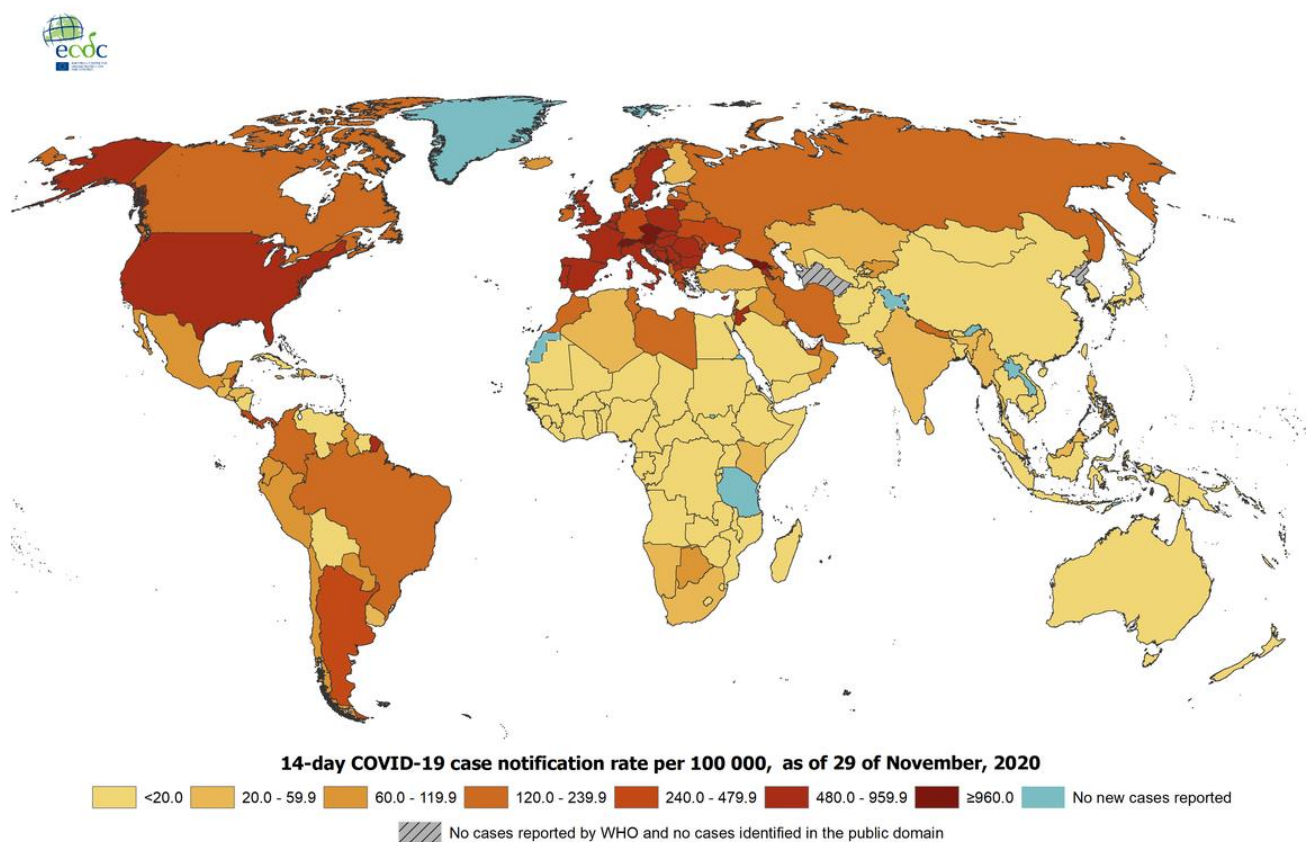 ecdc
14-day COVID-19 case notification rate per 100 000, as of 29 of November, 2020
<20.0
20.0 - 59.9
60.0 - 119.9
120.0 - 239.9
240.0 - 479.9
480.0 - 959.9
≥960.0
No new cases reported
No cases reported by WHO and no cases identified in the public domain